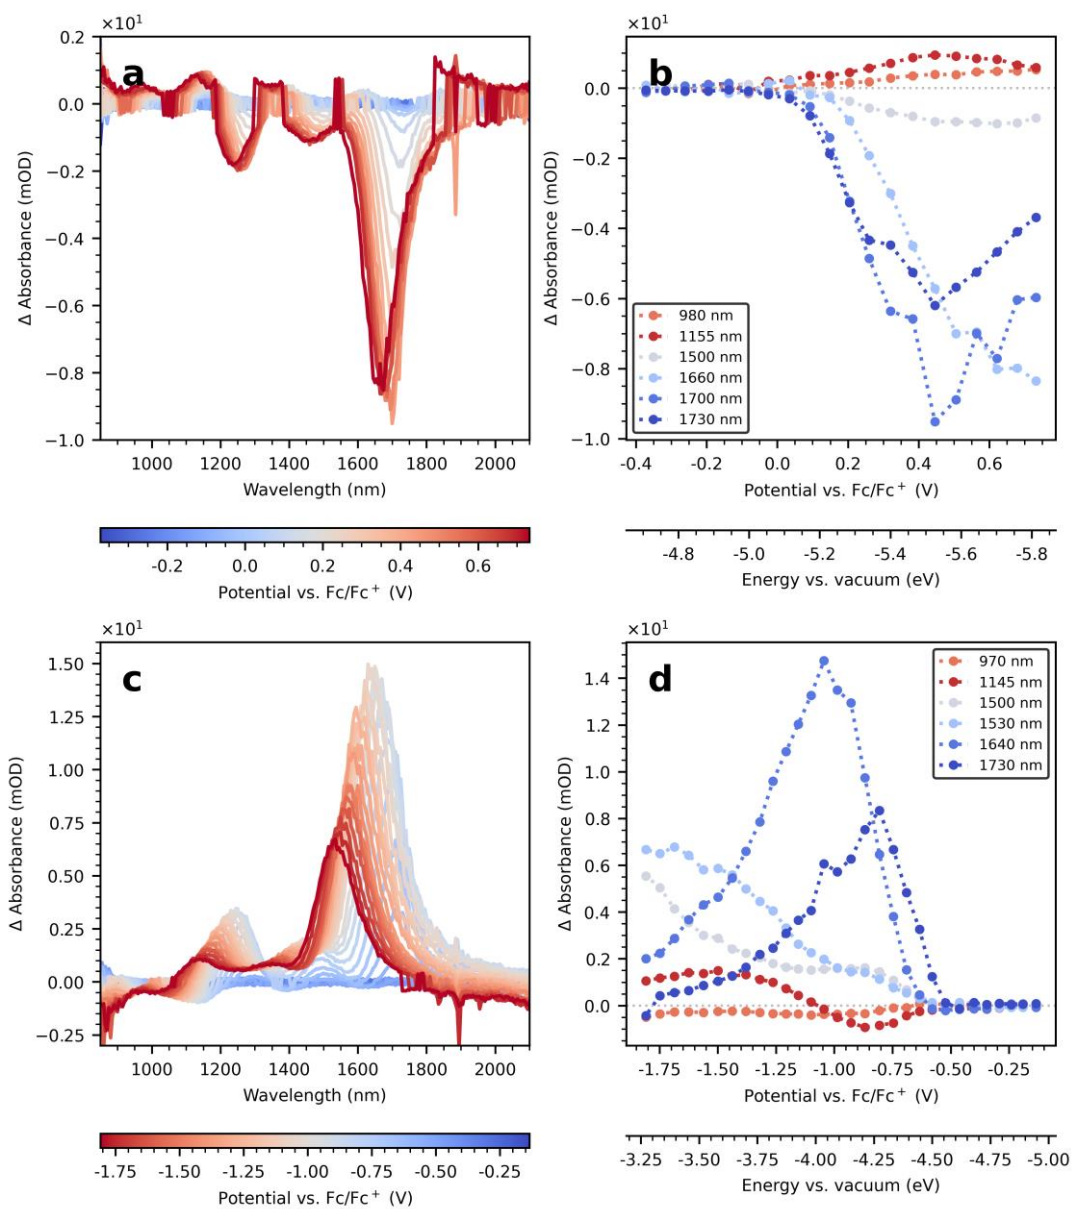 ×10¹
0.2
0.0
−0.2
−0.4
−0.6
−0.8
−1.0
Δ Absorbance (mOD)
a
1000 1200 1400 1600 1800 2000
Wavelength (nm)
-0.2 0.0 0.2 0.4 0.6
Potential vs. Fc/Fc⁺ (V)
×10¹
0.0
−0.2
−0.4
−0.6
−0.8
−1.0
Δ Absorbance (mOD)
b
980 nm
1155 nm
1500 nm
1660 nm
1700 nm
1730 nm
-0.4 -0.2 0.0 0.2 0.4 0.6
Potential vs. Fc/Fc⁺ (V)
-4.8 -5.0 -5.2 -5.4 -5.6 -5.8
Energy vs. vacuum (eV)
×10¹
1.50
1.25
1.00
0.75
0.50
0.25
0.00
−0.25
Δ Absorbance (mOD)
c
1000 1200 1400 1600 1800 2000
Wavelength (nm)
-1.75 -1.50 -1.25 -1.00 -0.75 -0.50 -0.25
Potential vs. Fc/Fc⁺ (V)
×10¹
1.4
1.2
1.0
0.8
0.6
0.4
0.2
0.0
Δ Absorbance (mOD)
d
970 nm
1145 nm
1500 nm
1530 nm
1640 nm
1730 nm
-1.75 -1.50 -1.25 -1.00 -0.75 -0.50 -0.25
Potential vs. Fc/Fc⁺ (V)
-3.25 -3.50 -3.75 -4.00 -4.25 -4.50 -4.75 -5.00
Energy vs. vacuum (eV)